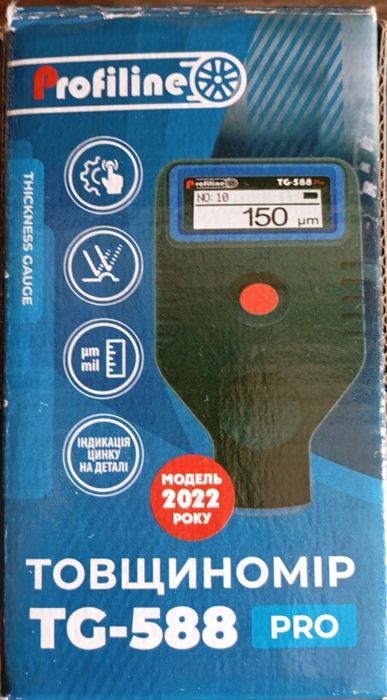 Profiline
THICKNESS GAUGE
Profiline
TG-588 Pro
NO:10
150 μm
μm
mil
ІНДИКАЦІЯ
ЦИНКУ
НА ДЕТАЛІ
МОДЕЛЬ
2022
РОКУ
ТОВЩИНОМІР
TG-588 PRO